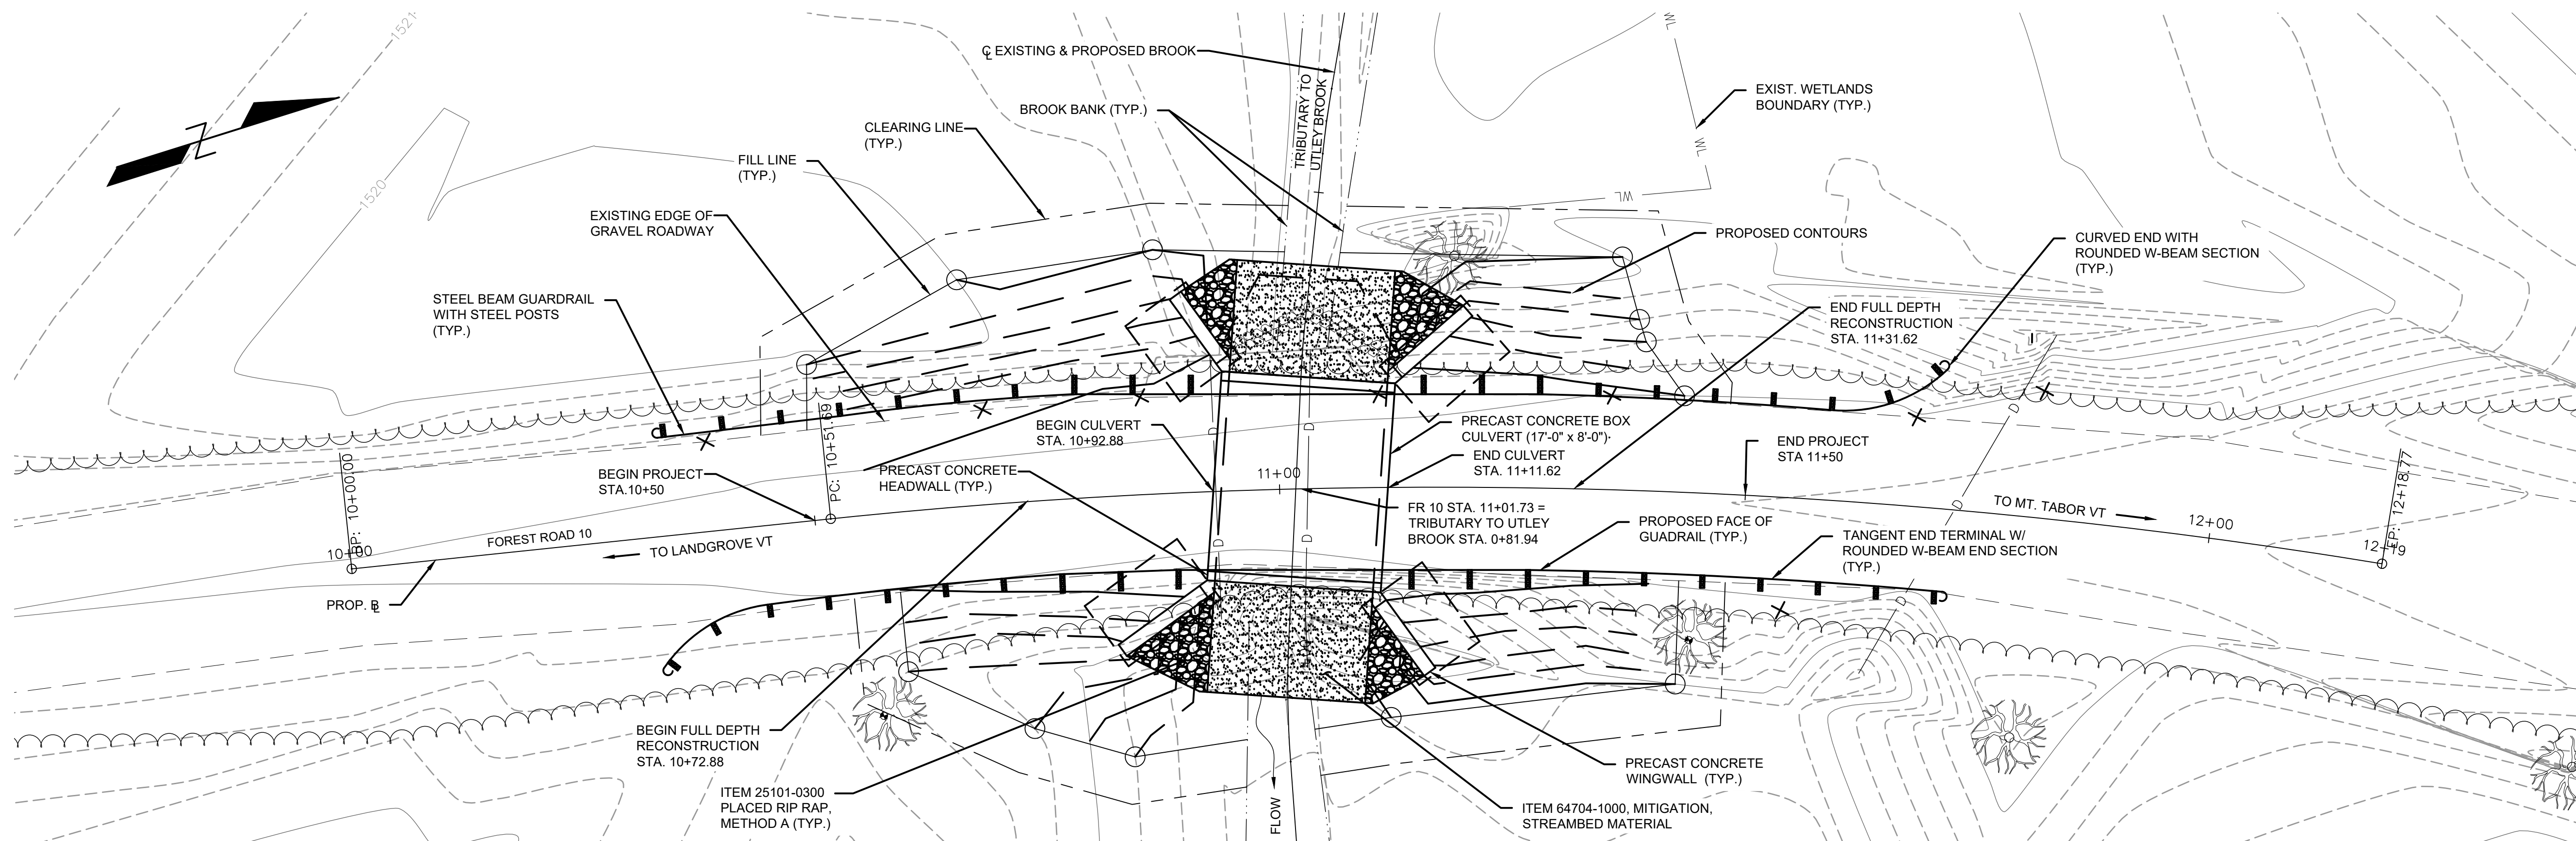 1521
1520
℄ EXISTING & PROPOSED BROOK
TRIBUTARY TO
UTLEY BROOK
BROOK BANK (TYP.)
CLEARING LINE
(TYP.)
FILL LINE
(TYP.)
EXISTING EDGE OF
GRAVEL ROADWAY
STEEL BEAM GUARDRAIL
WITH STEEL POSTS
(TYP.)
WL
WL
WL
EXIST. WETLANDS
BOUNDARY (TYP.)
PROPOSED CONTOURS
CURVED END WITH
ROUNDED W-BEAM SECTION
(TYP.)
END FULL DEPTH
RECONSTRUCTION
STA. 11+31.62
BEGIN CULVERT
STA. 10+92.88
PRECAST CONCRETE BOX
CULVERT (17'-0" x 8'-0")
END CULVERT
STA. 11+11.62
END PROJECT
STA 11+50
BEGIN PROJECT
STA.10+50
PRECAST CONCRETE
HEADWALL (TYP.)
BP: 10+00.00
PC: 10+51.69
10+00
11+00
12+00
12+19
EP: 12+18.77
FOREST ROAD 10
TO LANDGROVE VT
TO MT. TABOR VT
FR 10 STA. 11+01.73 =
TRIBUTARY TO UTLEY
BROOK STA. 0+81.94
PROPOSED FACE OF
GUADRAIL (TYP.)
TANGENT END TERMINAL W/
ROUNDED W-BEAM END SECTION
(TYP.)
PROP. BL
D
D
D
D
D
D
D
BEGIN FULL DEPTH
RECONSTRUCTION
STA. 10+72.88
ITEM 25101-0300
PLACED RIP RAP,
METHOD A (TYP.)
FLOW
PRECAST CONCRETE
WINGWALL (TYP.)
ITEM 64704-1000, MITIGATION,
STREAMBED MATERIAL